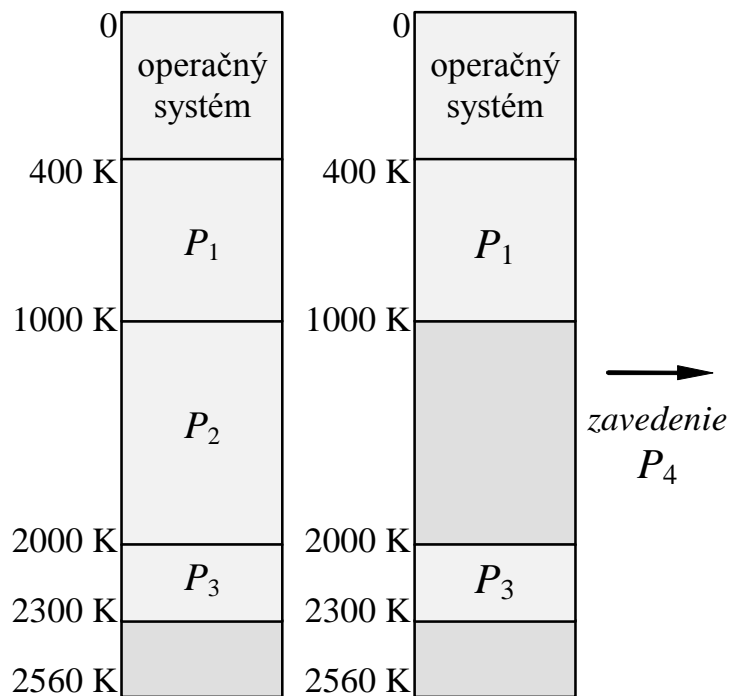 0
operačný
systém
400 K
P1
1000 K
P2
2000 K
P3
2300 K
2560 K
0
operačný
systém
400 K
P1
1000 K
2000 K
P3
2300 K
2560 K
zavedenie
P4